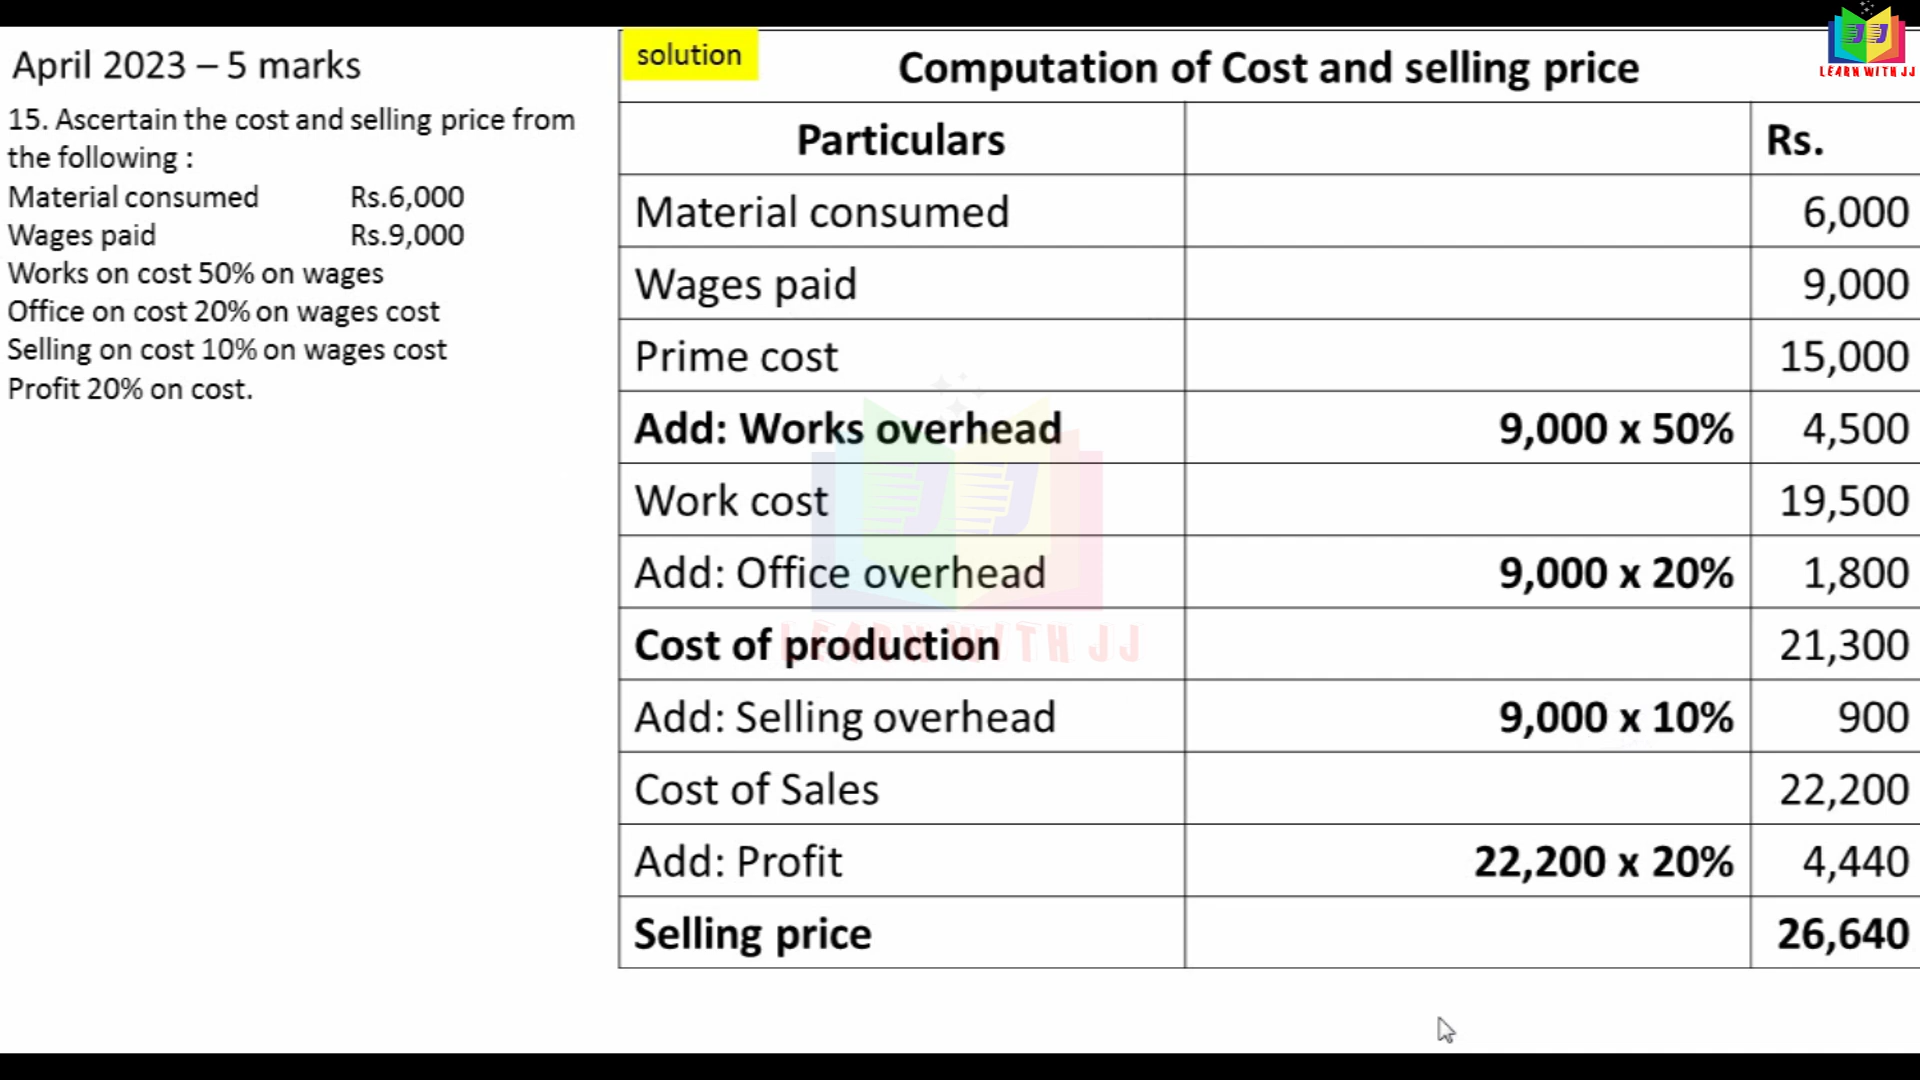 April 2023 – 5 marks
15. Ascertain the cost and selling price from
the following :
Material consumed Rs.6,000
Wages paid Rs.9,000
Works on cost 50% on wages
Office on cost 20% on wages cost
Selling on cost 10% on wages cost
Profit 20% on cost.
solution
Computation of Cost and selling price
Particulars Rs.
Material consumed 6,000
Wages paid 9,000
Prime cost 15,000
Add: Works overhead 9,000 x 50% 4,500
Work cost 19,500
Add: Office overhead 9,000 x 20% 1,800
Cost of production 21,300
Add: Selling overhead 9,000 x 10% 900
Cost of Sales 22,200
Add: Profit 22,200 x 20% 4,440
Selling price 26,640
JJ
LEARN WITH JJ
JJ
LEARN WITH JJ